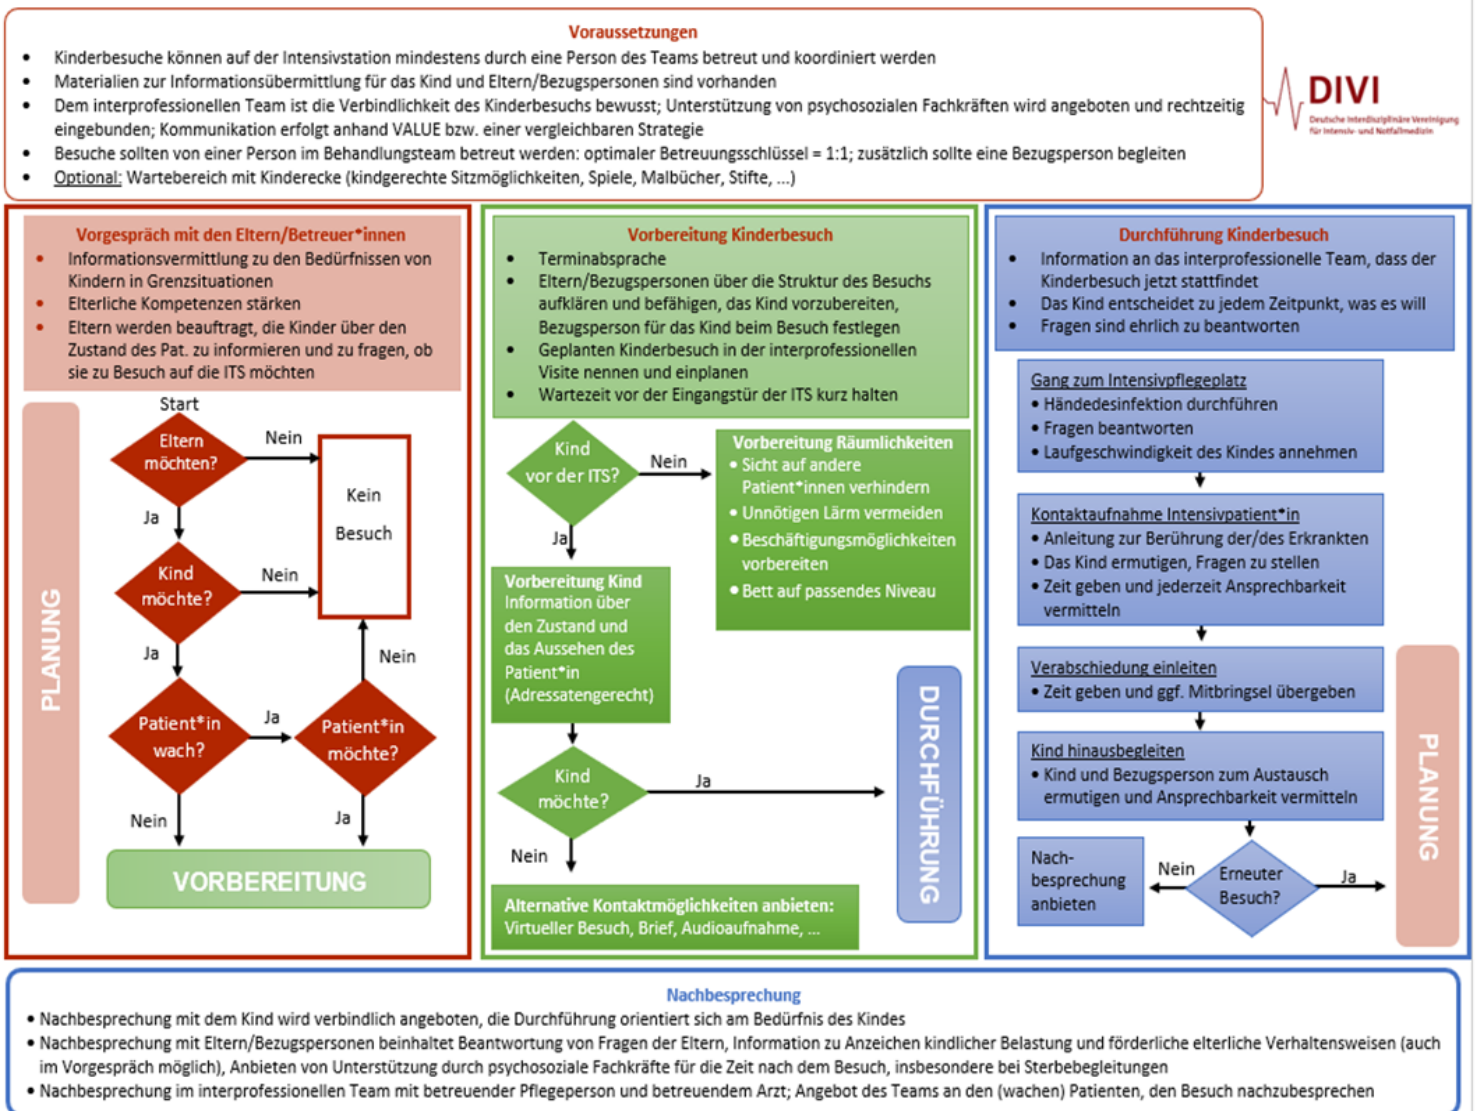 Voraussetzungen
• Kinderbesuche können auf der Intensivstation mindestens durch eine Person des Teams betreut und koordiniert werden
• Materialien zur Informationsübermittlung für das Kind und Eltern/Bezugspersonen sind vorhanden
• Dem interprofessionellen Team ist die Verbindlichkeit des Kinderbesuchs bewusst; Unterstützung von psychosozialen Fachkräften wird angeboten und rechtzeitig
eingebunden; Kommunikation erfolgt anhand VALUE bzw. einer vergleichbaren Strategie
• Besuche sollten von einer Person im Behandlungsteam betreut werden: optimaler Betreuungsschlüssel = 1:1; zusätzlich sollte eine Bezugsperson begleiten
• Optional: Wartebereich mit Kinderecke (kindgerechte Sitzmöglichkeiten, Spiele, Malbücher, Stifte, ...)
DIVI
Deutsche Interdisziplinäre Vereinigung
für Intensiv- und Notfallmedizin
Vorgespräch mit den Eltern/Betreuer*innen
• Informationsvermittlung zu den Bedürfnissen von
Kindern in Grenzsituationen
• Elterliche Kompetenzen stärken
• Eltern werden beauftragt, die Kinder über den
Zustand des Pat. zu informieren und zu fragen, ob
sie zu Besuch auf die ITS möchten
PLANUNG
Start
Eltern
möchten?
Nein
Ja
Kein
Besuch
Kind
möchte?
Nein
Ja
Nein
Patient*in
wach?
Ja
Patient*in
möchte?
Nein
Ja
VORBEREITUNG
Vorbereitung Kinderbesuch
• Terminabsprache
• Eltern/Bezugspersonen über die Struktur des Besuchs
aufklären und befähigen, das Kind vorzubereiten,
Bezugsperson für das Kind beim Besuch festlegen
• Geplanten Kinderbesuch in der interprofessionellen
Visite nennen und einplanen
• Wartezeit vor der Eingangstür der ITS kurz halten
Kind
vor der ITS?
Nein
Ja
Vorbereitung Räumlichkeiten
• Sicht auf andere
Patient*innen verhindern
• Unnötigen Lärm vermeiden
• Beschäftigungsmöglichkeiten
vorbereiten
• Bett auf passendes Niveau
Vorbereitung Kind
Information über
den Zustand und
das Aussehen des
Patient*in
(Adressatengerecht)
Kind
möchte?
Ja
Nein
DURCHFÜHRUNG
Alternative Kontaktmöglichkeiten anbieten:
Virtueller Besuch, Brief, Audioaufnahme, ...
Durchführung Kinderbesuch
• Information an das interprofessionelle Team, dass der
Kinderbesuch jetzt stattfindet
• Das Kind entscheidet zu jedem Zeitpunkt, was es will
• Fragen sind ehrlich zu beantworten
Gang zum Intensivpflegeplatz
• Händedesinfektion durchführen
• Fragen beantworten
• Laufgeschwindigkeit des Kindes annehmen
Kontaktaufnahme Intensivpatient*in
• Anleitung zur Berührung der/des Erkrankten
• Das Kind ermutigen, Fragen zu stellen
• Zeit geben und jederzeit Ansprechbarkeit
vermitteln
Verabschiedung einleiten
• Zeit geben und ggf. Mitbringsel übergeben
Kind hinausbegleiten
• Kind und Bezugsperson zum Austausch
ermutigen und Ansprechbarkeit vermitteln
Nach-
besprechung
anbieten
Nein
Erneuter
Besuch?
Ja
PLANUNG
Nachbesprechung
• Nachbesprechung mit dem Kind wird verbindlich angeboten, die Durchführung orientiert sich am Bedürfnis des Kindes
• Nachbesprechung mit Eltern/Bezugspersonen beinhaltet Beantwortung von Fragen der Eltern, Information zu Anzeichen kindlicher Belastung und förderliche elterliche Verhaltensweisen (auch
im Vorgespräch möglich), Anbieten von Unterstützung durch psychosoziale Fachkräfte für die Zeit nach dem Besuch, insbesondere bei Sterbebegleitungen
• Nachbesprechung im interprofessionellen Team mit betreuender Pflegeperson und betreuendem Arzt; Angebot des Teams an den (wachen) Patienten, den Besuch nachzubesprechen